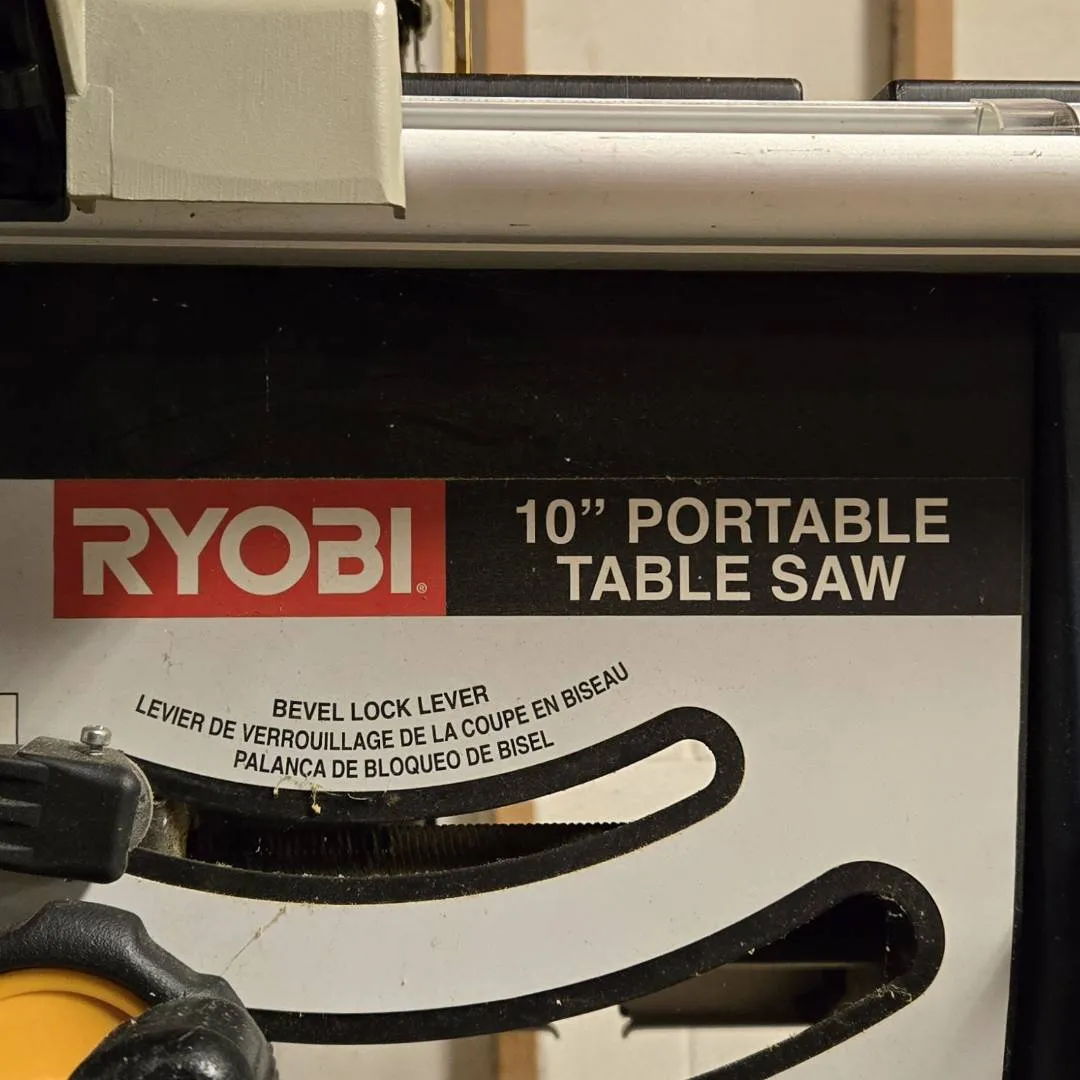 RYOBI®
10” PORTABLE
TABLE SAW
BEVEL LOCK LEVER
LEVIER DE VERROUILLAGE DE LA COUPE EN BISEAU
PALANCA DE BLOQUEO DE BISEL